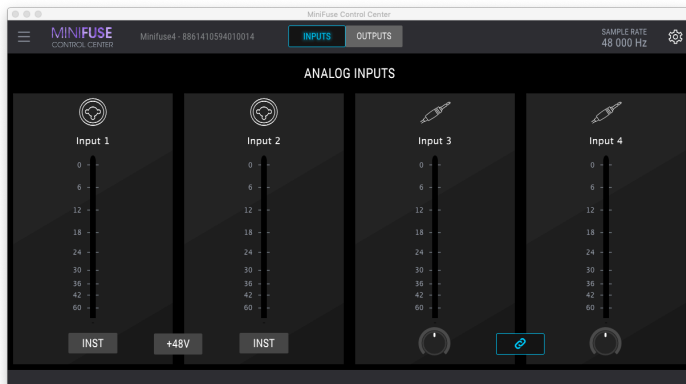 MiniFuse Control Center
MINIFUSE
CONTROL CENTER
Minifuse4 - 8861410594010014
INPUTS
OUTPUTS
SAMPLE RATE
48 000 Hz
ANALOG INPUTS
Input 1
0
6
12
18
24
30
36
42
60
INST
+48V
Input 2
0
6
12
18
24
30
36
42
60
INST
Input 3
0
6
12
18
24
30
36
42
60
Input 4
0
6
12
18
24
30
36
42
60